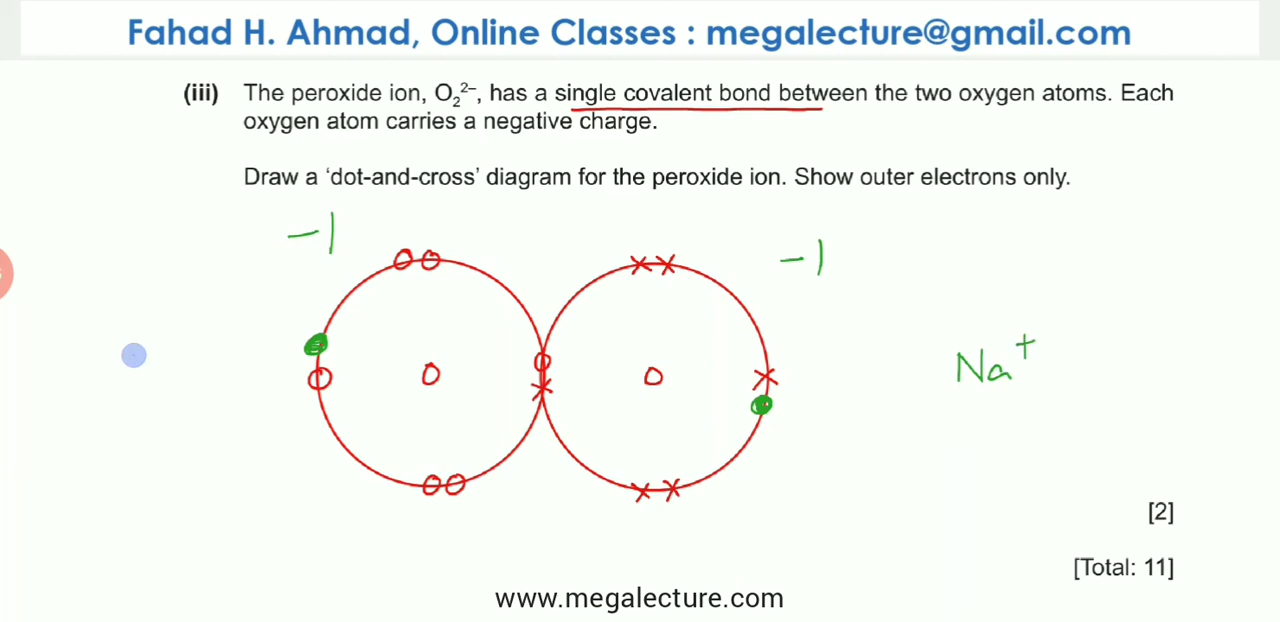 Fahad H. Ahmad, Online Classes : megalecture@gmail.com
(iii) The peroxide ion, O₂²⁻, has a single covalent bond between the two oxygen atoms. Each
oxygen atom carries a negative charge.
Draw a ‘dot-and-cross’ diagram for the peroxide ion. Show outer electrons only.
−1
−1
O
O
Na⁺
[2]
[Total: 11]
www.megalecture.com